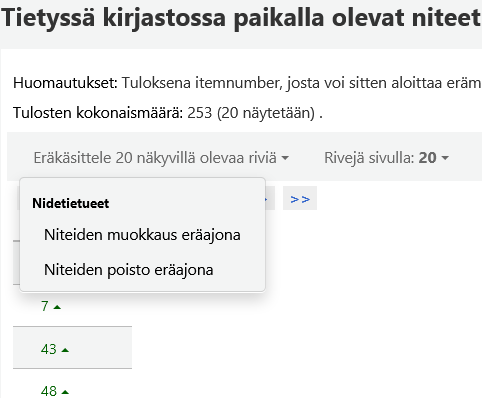 Tietyssä kirjastossa paikalla olevat niteet
Huomautukset: Tuloksena itemnumber, josta voi sitten aloittaa eräm
Tulosten kokonaismäärä: 253 (20 näytetään) .
Eräkäsittele 20 näkyvillä olevaa riviä Rivejä sivulla: 20
>>
Nidetietueet
Niteiden muokkaus eräajona
Niteiden poisto eräajona
7
43
48